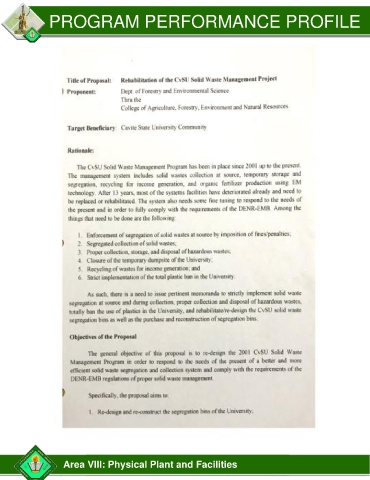 PROGRAM PERFORMANCE PROFILE
Title of Proposal: Rehabilitation of the CvSU Solid Waste Management Project
Proponent: Dept. of Forestry and Environmental Science
Thru the
College of Agriculture, Forestry, Environment and Natural Resources
Target Beneficiary: Cavite State University Community
Rationale:
The CvSU Solid Waste Management Program has been in place since 2001 up to the present.
The management system includes solid wastes collection at source, temporary storage and
segregation, recycling for income generation, and organic fertilizer production using EM
technology. After 13 years, most of the systems facilities have deteriorated already and need to
be replaced or rehabilitated. The system also needs some fine tuning to respond to the needs of
the present and in order to fully comply with the requirements of the DENR-EMB. Among the
things that need to be done are the following:
1. Enforcement of segregation of solid wastes at source by imposition of fines/penalties;
2. Segregated collection of solid wastes;
3. Proper collection, storage, and disposal of hazardous wastes;
4. Closure of the temporary dumpsite of the University;
5. Recycling of wastes for income generation; and
6. Strict implementation of the total plastic ban in the University.
As such, there is a need to issue pertinent memoranda to strictly implement solid waste
segregation at source and during collection, proper collection and disposal of hazardous wastes,
totally ban the use of plastics in the University, and rehabilitate/re-design the CvSU solid waste
segregation bins as well as the purchase and reconstruction of segregation bins.
Objectives of the Proposal
The general objective of this proposal is to re-design the 2001 CvSU Solid Waste
Management Program in order to respond to the needs of the present of a better and more
efficient solid waste segregation and collection system and comply with the requirements of the
DENR-EMB regulations of proper solid waste management.
Specifically, the proposal aims to:
1. Re-design and re-construct the segregation bins of the University;
Area VIII: Physical Plant and Facilities